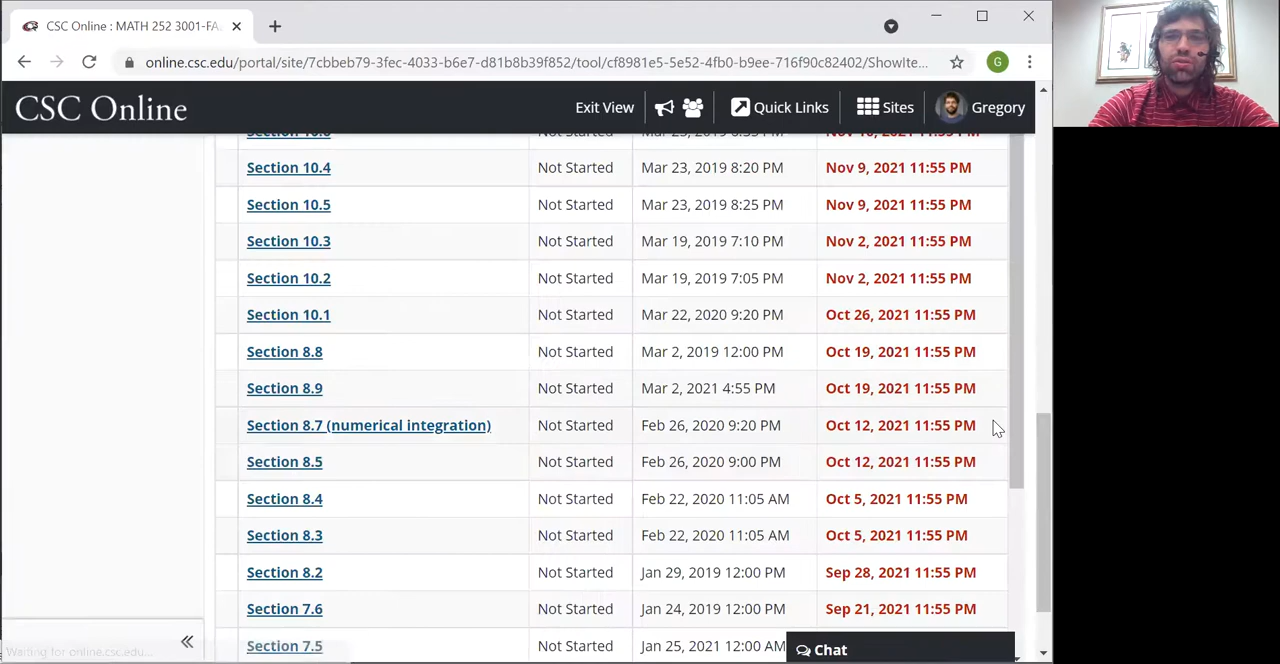 CSC Online : MATH 252 3001-FA
online.csc.edu/portal/site/7cbbeb79-3fec-4033-b6e7-d81b8b39f852/tool/cf8981e5-5e52-4fb0-b9ee-716f90c82402/ShowIte...
G
CSC Online
Exit View
Quick Links
Sites
Gregory
Section 10.4 Not Started Mar 23, 2019 8:20 PM Nov 9, 2021 11:55 PM
Section 10.5 Not Started Mar 23, 2019 8:25 PM Nov 9, 2021 11:55 PM
Section 10.3 Not Started Mar 19, 2019 7:10 PM Nov 2, 2021 11:55 PM
Section 10.2 Not Started Mar 19, 2019 7:05 PM Nov 2, 2021 11:55 PM
Section 10.1 Not Started Mar 22, 2020 9:20 PM Oct 26, 2021 11:55 PM
Section 8.8 Not Started Mar 2, 2019 12:00 PM Oct 19, 2021 11:55 PM
Section 8.9 Not Started Mar 2, 2021 4:55 PM Oct 19, 2021 11:55 PM
Section 8.7 (numerical integration) Not Started Feb 26, 2020 9:20 PM Oct 12, 2021 11:55 PM
Section 8.5 Not Started Feb 26, 2020 9:00 PM Oct 12, 2021 11:55 PM
Section 8.4 Not Started Feb 22, 2020 11:05 AM Oct 5, 2021 11:55 PM
Section 8.3 Not Started Feb 22, 2020 11:05 AM Oct 5, 2021 11:55 PM
Section 8.2 Not Started Jan 29, 2019 12:00 PM Sep 28, 2021 11:55 PM
Section 7.6 Not Started Jan 24, 2019 12:00 PM Sep 21, 2021 11:55 PM
Section 7.5 Not Started Jan 25, 2021 12:00 AM
Waiting for online.csc.edu...
Chat